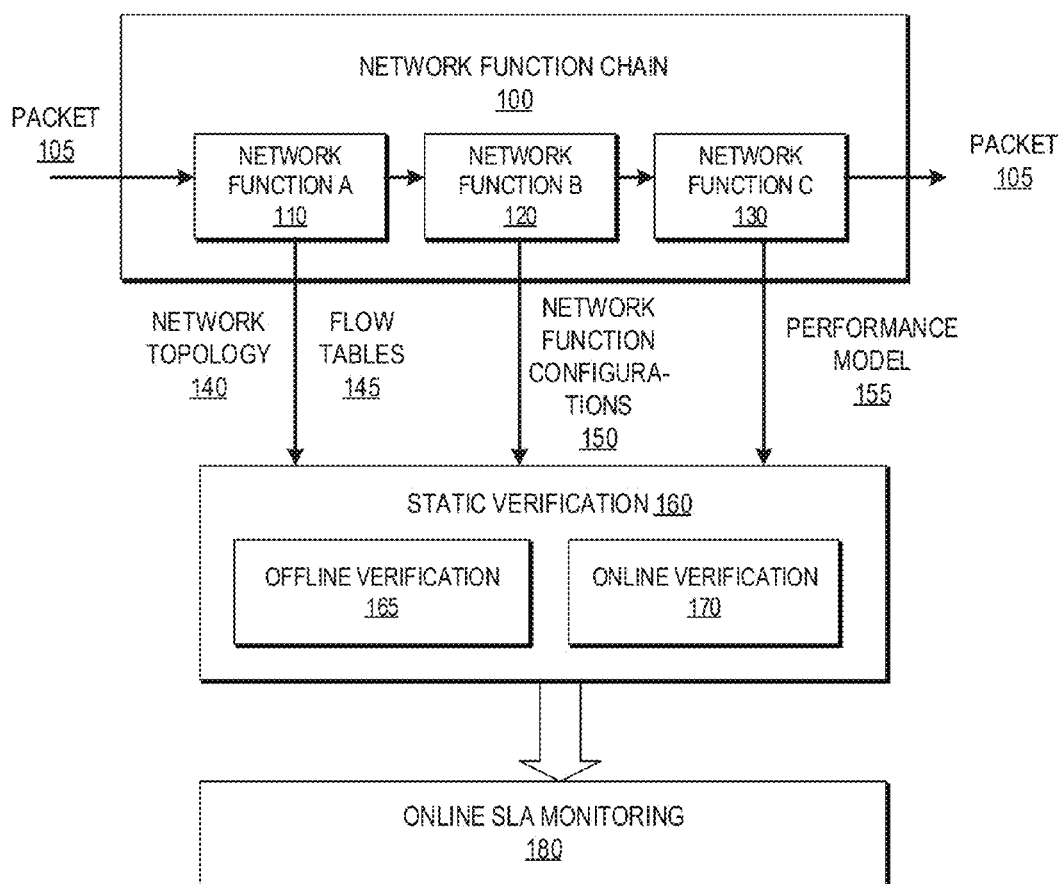 NETWORK FUNCTION CHAIN
100
PACKET
105
NETWORK
FUNCTION A
110
NETWORK
FUNCTION B
120
NETWORK
FUNCTION C
130
PACKET
105
NETWORK
TOPOLOGY
140
FLOW
TABLES
145
NETWORK
FUNCTION
CONFIGURA-
TIONS
150
PERFORMANCE
MODEL
155
STATIC VERIFICATION 160
OFFLINE VERIFICATION
165
ONLINE VERIFICATION
170
ONLINE SLA MONITORING
180